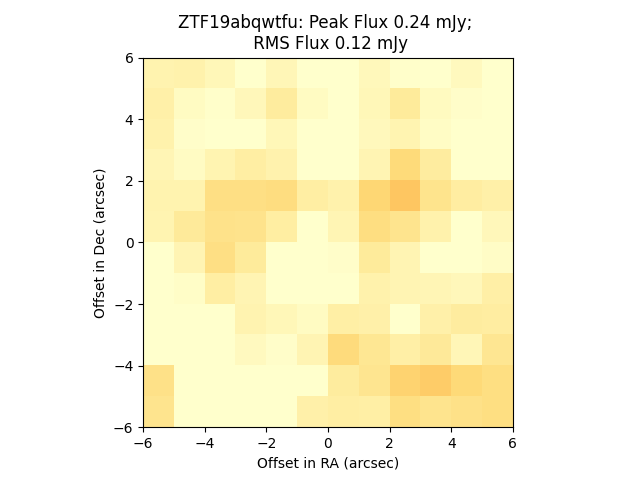 ZTF19abqwtfu: Peak Flux 0.24 mJy;
RMS Flux 0.12 mJy
6
4
2
0
−2
−4
−6
Offset in Dec (arcsec)
−6 −4 −2 0 2 4 6
Offset in RA (arcsec)